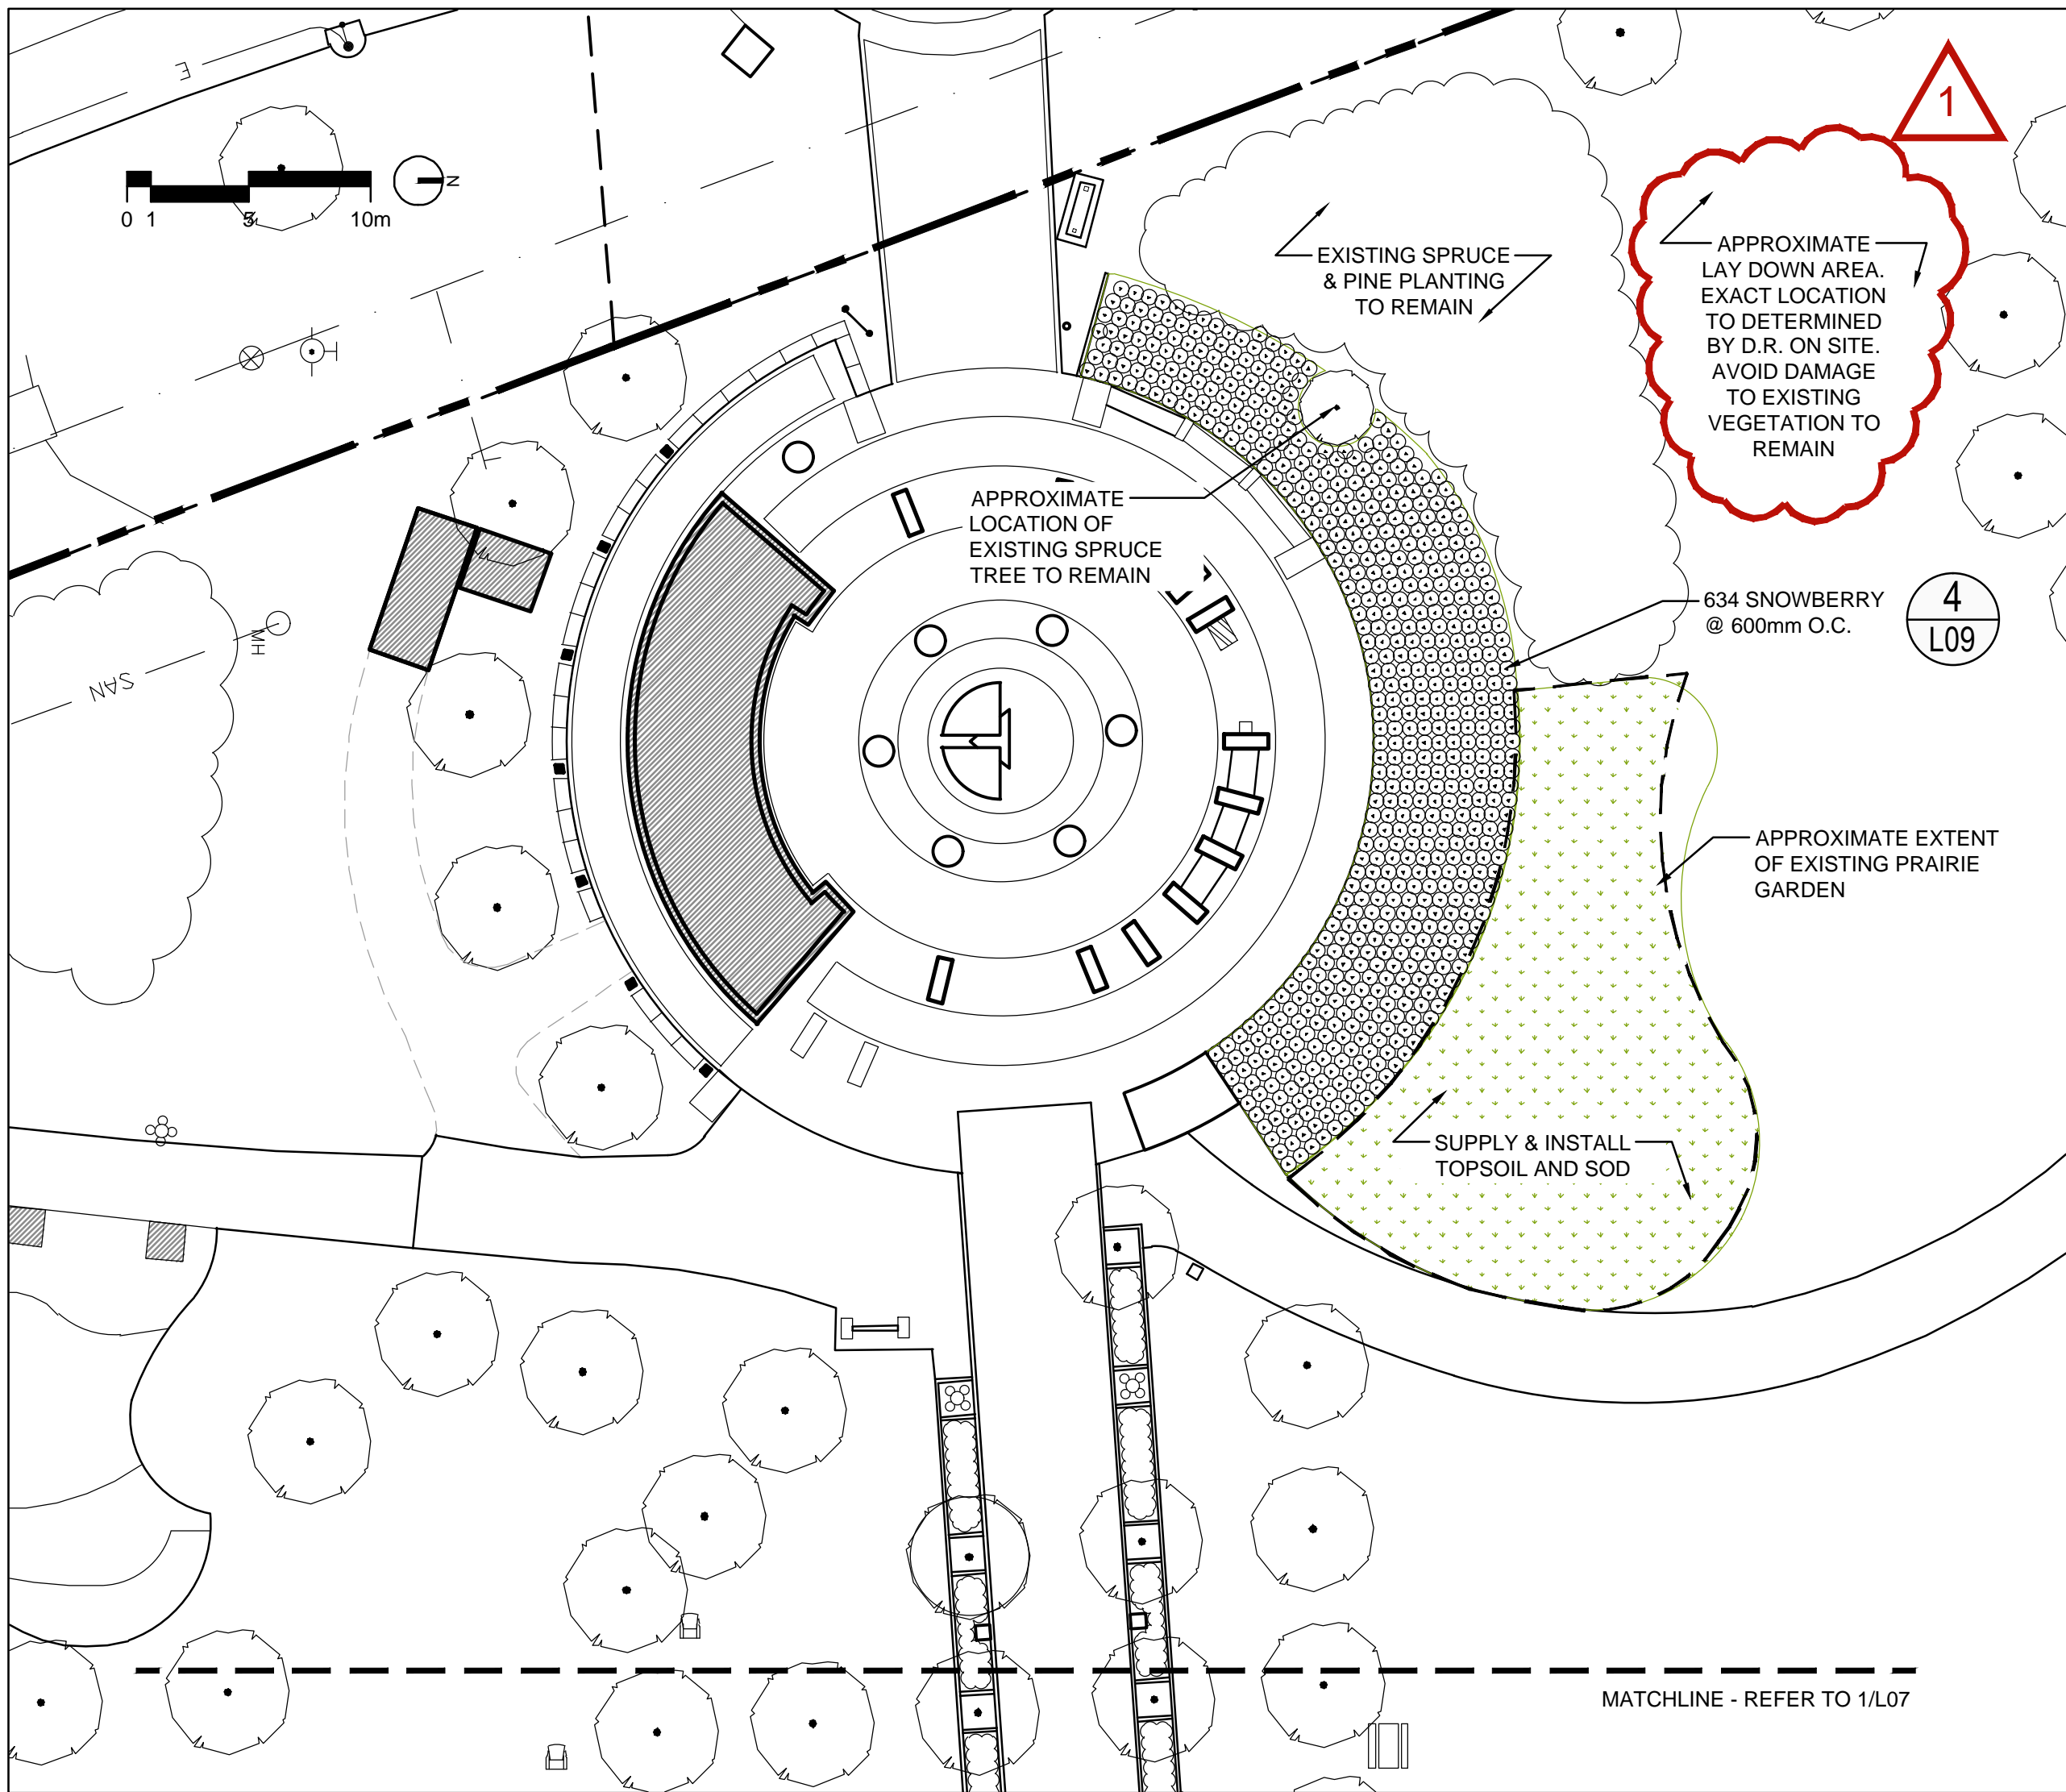 1
E
N
0 1 5 10m
EXISTING SPRUCE
& PINE PLANTING
TO REMAIN
APPROXIMATE
LAY DOWN AREA.
EXACT LOCATION
TO DETERMINED
BY D.R. ON SITE.
AVOID DAMAGE
TO EXISTING
VEGETATION TO
REMAIN
APPROXIMATE
LOCATION OF
EXISTING SPRUCE
TREE TO REMAIN
634 SNOWBERRY
@ 600mm O.C.
4
L09
MH
SAN
APPROXIMATE EXTENT
OF EXISTING PRAIRIE
GARDEN
SUPPLY & INSTALL
TOPSOIL AND SOD
MATCHLINE - REFER TO 1/L07